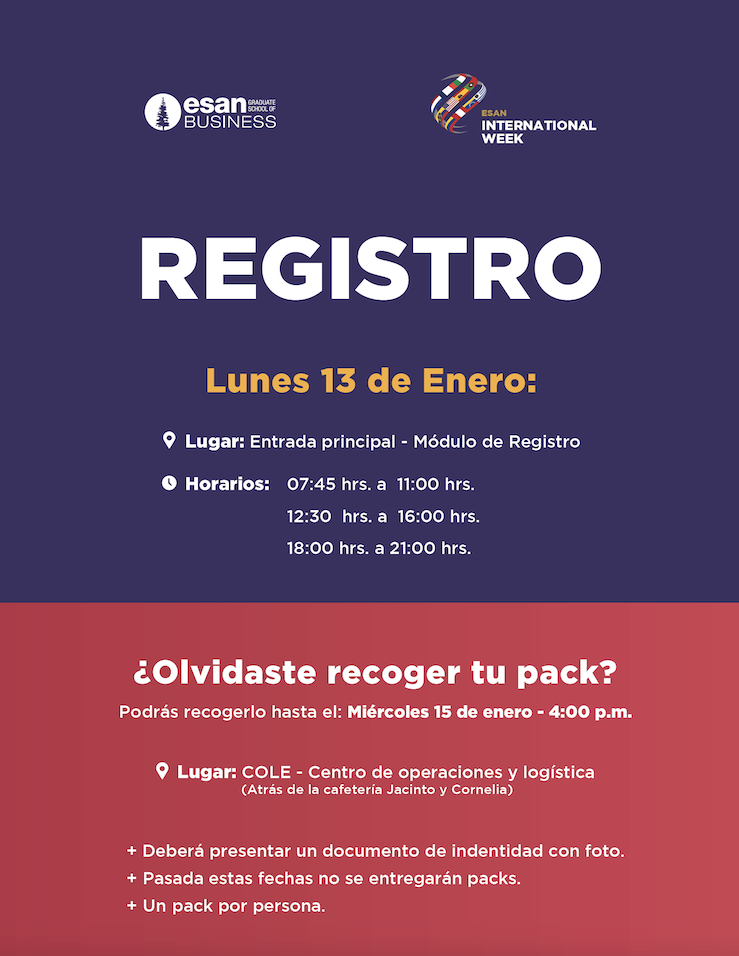 esan GRADUATE SCHOOL OF BUSINESS
ESAN
INTERNATIONAL
WEEK
REGISTRO
Lunes 13 de Enero:
Lugar: Entrada principal - Módulo de Registro
Horarios: 07:45 hrs. a 11:00 hrs.
12:30 hrs. a 16:00 hrs.
18:00 hrs. a 21:00 hrs.
¿Olvidaste recoger tu pack?
Podrás recogerlo hasta el: Miércoles 15 de enero - 4:00 p.m.
Lugar: COLE - Centro de operaciones y logística
(Atrás de la cafetería Jacinto y Cornelia)
+ Deberá presentar un documento de indentidad con foto.
+ Pasada estas fechas no se entregarán packs.
+ Un pack por persona.